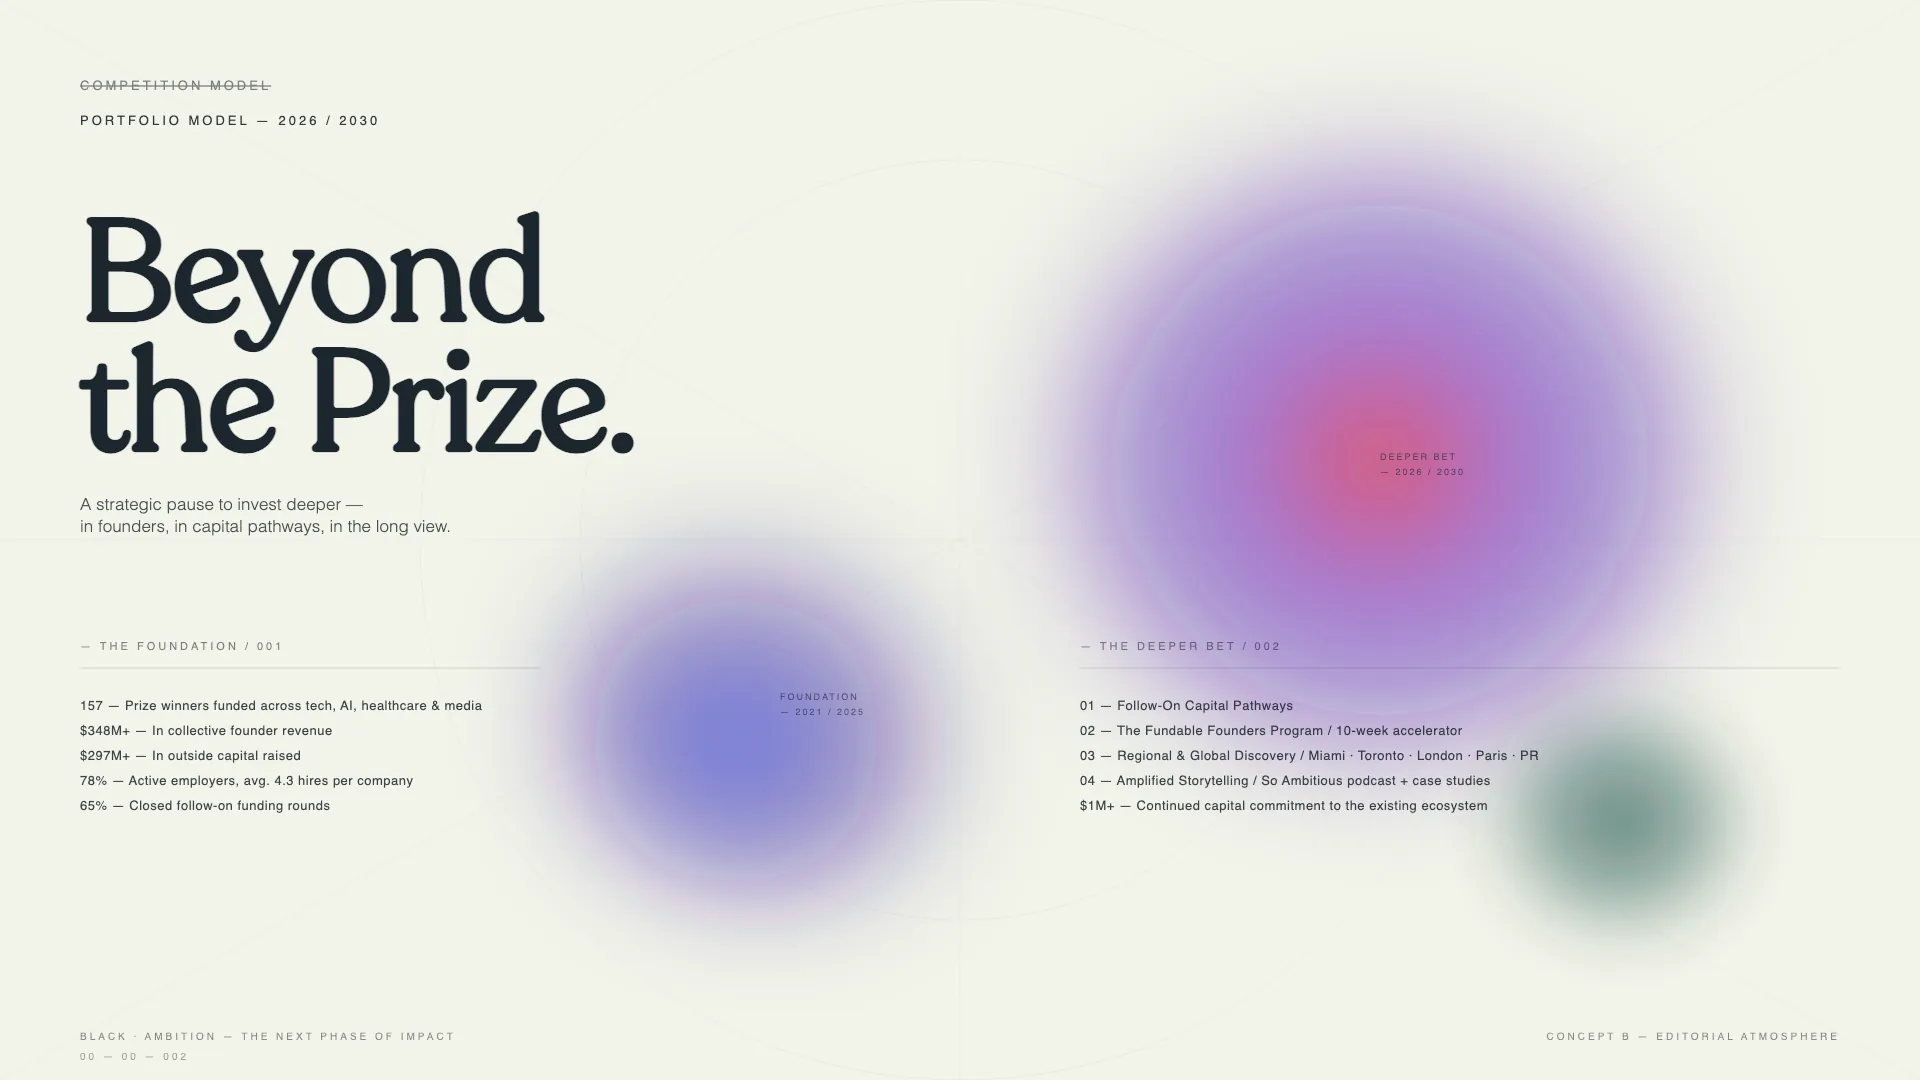 COMPETITION MODEL
PORTFOLIO MODEL — 2026 / 2030
Beyond
the Prize.
A strategic pause to invest deeper —
in founders, in capital pathways, in the long view.
DEEPER BET
— 2026 / 2030
— THE FOUNDATION / 001
157 — Prize winners funded across tech, AI, healthcare & media
$348M+ — In collective founder revenue
$297M+ — In outside capital raised
78% — Active employers, avg. 4.3 hires per company
65% — Closed follow-on funding rounds
FOUNDATION
— 2021 / 2025
— THE DEEPER BET / 002
01 — Follow-On Capital Pathways
02 — The Fundable Founders Program / 10-week accelerator
03 — Regional & Global Discovery / Miami · Toronto · London · Paris · PR
04 — Amplified Storytelling / So Ambitious podcast + case studies
$1M+ — Continued capital commitment to the existing ecosystem
BLACK · AMBITION — THE NEXT PHASE OF IMPACT
00 — 00 — 002
CONCEPT B — EDITORIAL ATMOSPHERE